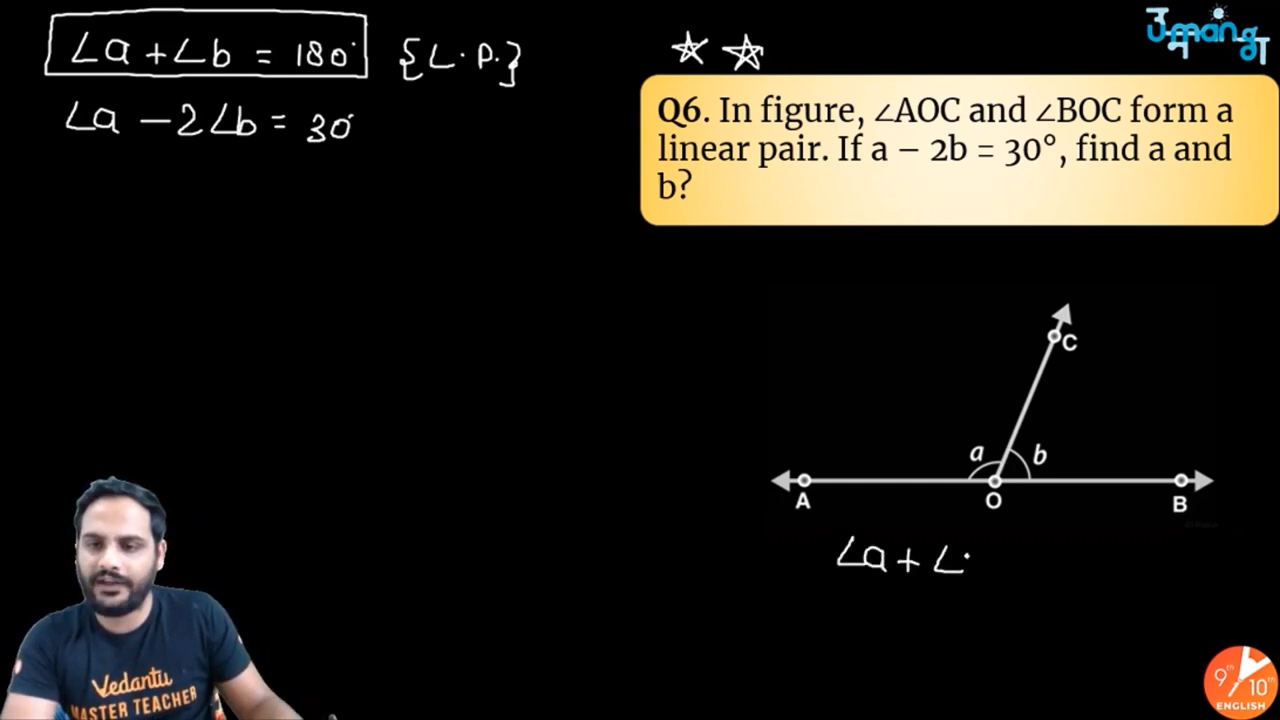 ∠a + ∠b = 180° {L.P.}
∠a − 2∠b = 30°
उमंग
Umang
Q6. In figure, ∠AOC and ∠BOC form a
linear pair. If a − 2b = 30°, find a and
b?
C
a
b
A
O
B
∠a + ∠
Vedantu
MASTER TEACHER
9th
10th
ENGLISH